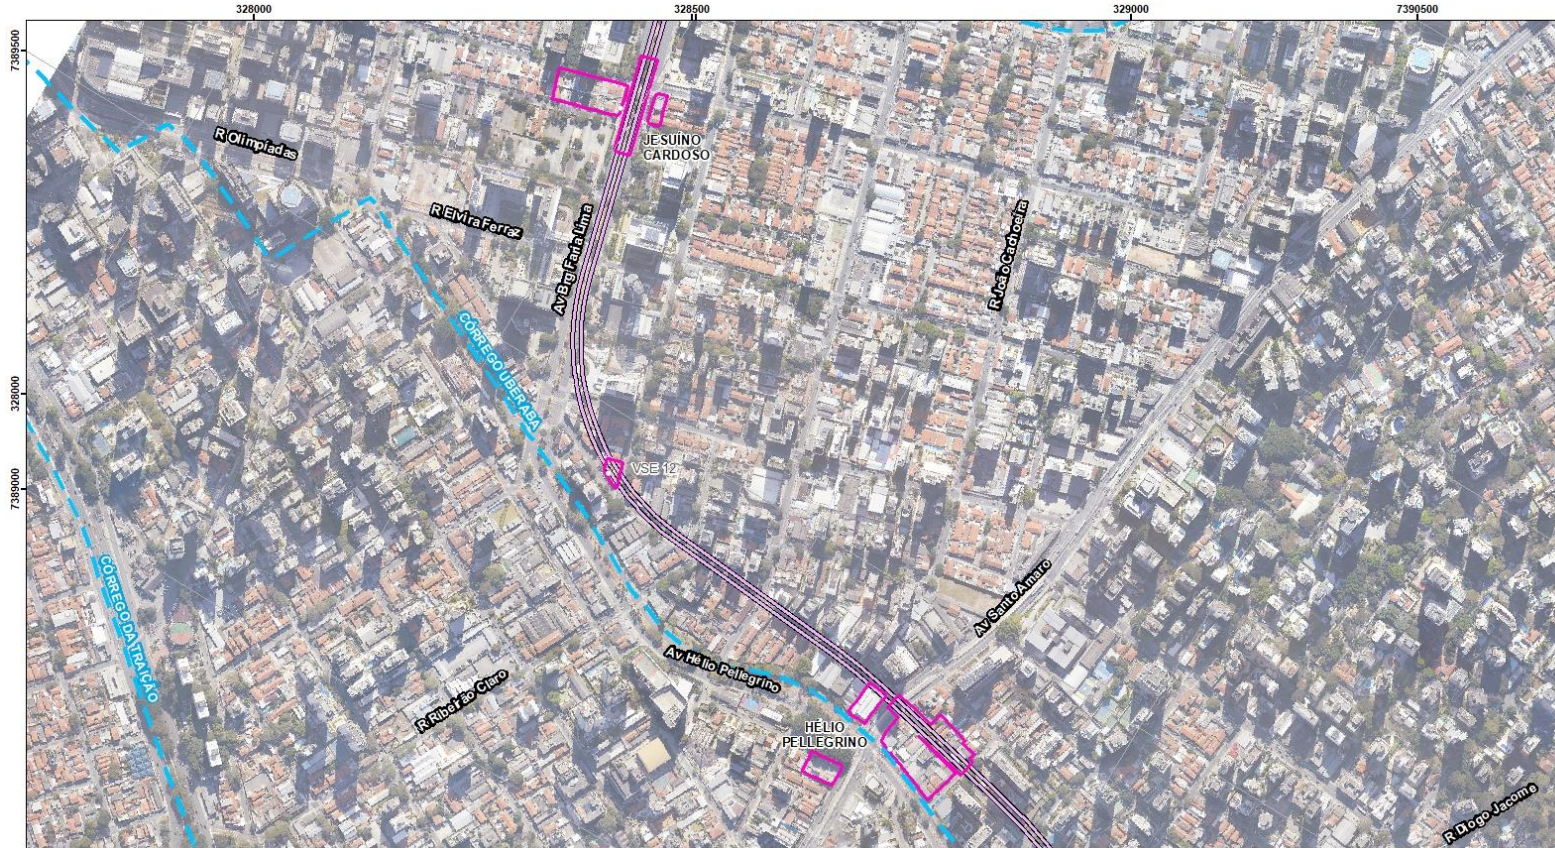 328000
328500
329000
7390500
7389500
R Olimpíadas
JESUÍNO
CARDOSO
R Elvira Ferraz
Av Brg Faria Lima
R João Cachoeira
CÓRREGO UBERABA
328000
VSE 12
7389000
CÓRREGO DA TRAIÇÃO
Av Santo Amaro
Av Hélio Pellegrino
R Ribeirão Claro
HÉLIO
PELLEGRINO
R Diogo Jacome